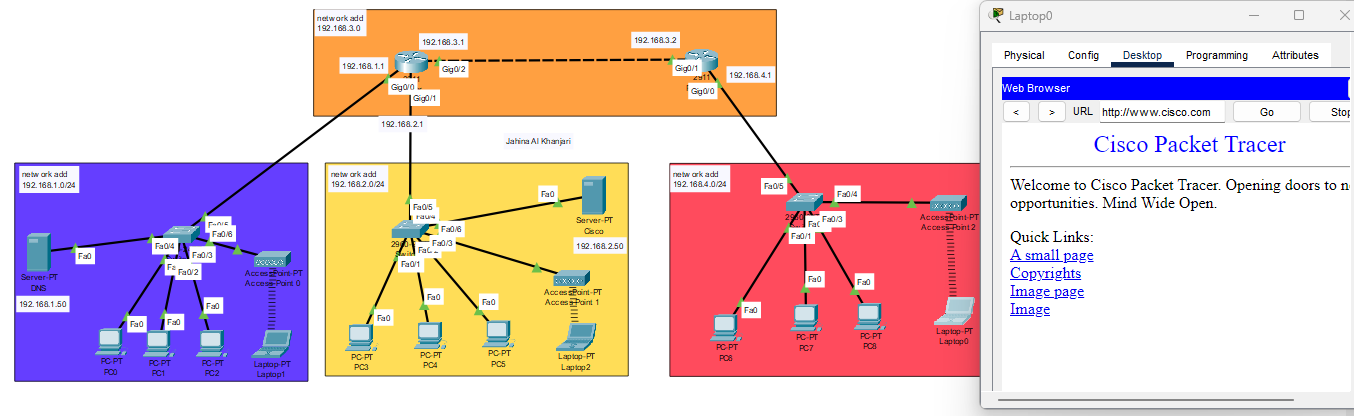 network add
192.168.3.0
192.168.3.1
192.168.3.2
192.168.1.1
Gig0/2
Gig0/1
192.168.4.1
2911
Gig0/0
Gig0/1
Gig0/0
192.168.2.1
Jahina Al Khanjari
network add
192.168.1.0/24
Fa0/4
Fa0/6
Fa0/3
Fa0/2
Fa0
Server-PT
DNS
192.168.1.50
AccessPoint-PT
Access Point 0
Fa0
Fa0
Fa0
PC-PT
PC0
PC-PT
PC1
PC-PT
PC2
Laptop-PT
Laptop1
network add
192.168.2.0/24
Fa0
Fa0/5
Fa0/4
Fa0/6
Fa0/3
Fa0/1
Server-PT
Cisco
192.168.2.50
AccessPoint-PT
Access Point 1
Fa0
Fa0
Fa0
PC-PT
PC3
PC-PT
PC4
PC-PT
PC5
Laptop-PT
Laptop2
network add
192.168.4.0/24
Fa0/5
Fa0/4
Fa0/3
Fa0/1
AccessPoint-PT
Access Point 2
Fa0
Fa0
Fa0
PC-PT
PC6
PC-PT
PC7
PC-PT
PC8
Laptop-PT
Laptop0
Laptop0
Physical Config Desktop Programming Attributes
Web Browser
< > URL http://www.cisco.com Go Stop
Cisco Packet Tracer
Welcome to Cisco Packet Tracer. Opening doors to
opportunities. Mind Wide Open.
Quick Links:
A small page
Copyrights
Image page
Image